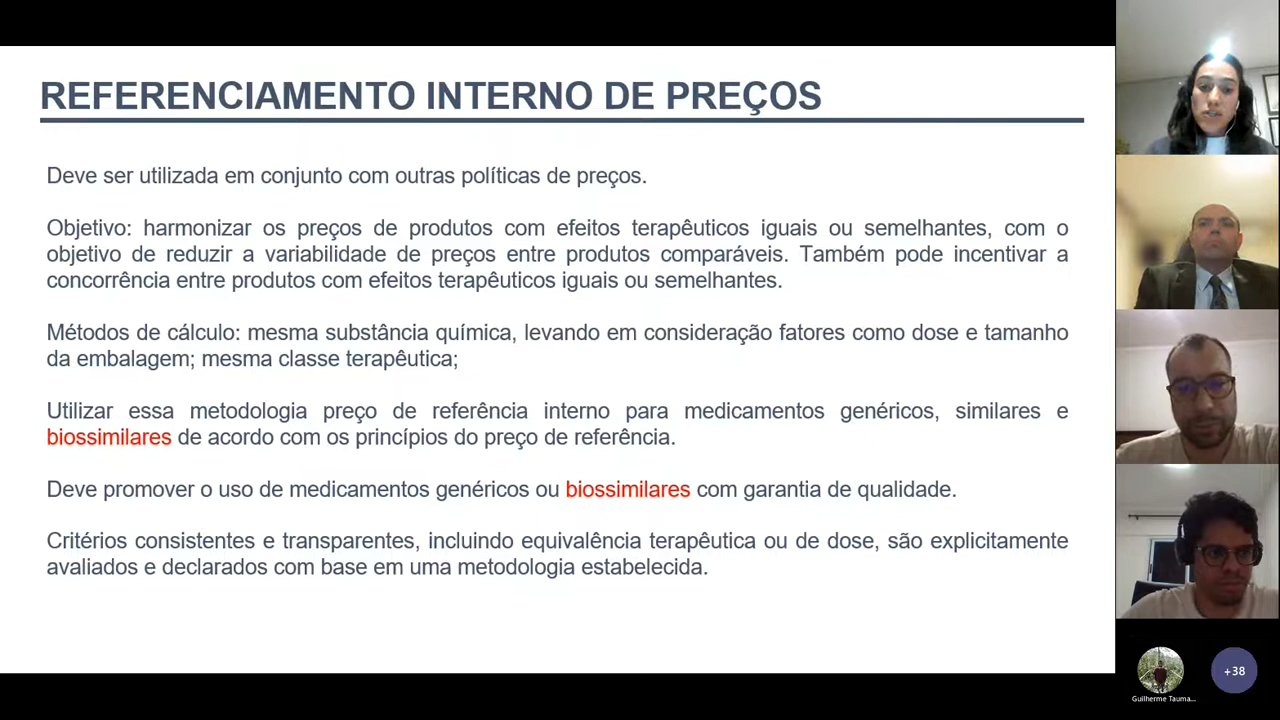 REFERENCIAMENTO INTERNO DE PREÇOS
Deve ser utilizada em conjunto com outras políticas de preços.
Objetivo: harmonizar os preços de produtos com efeitos terapêuticos iguais ou semelhantes, com o
objetivo de reduzir a variabilidade de preços entre produtos comparáveis. Também pode incentivar a
concorrência entre produtos com efeitos terapêuticos iguais ou semelhantes.
Métodos de cálculo: mesma substância química, levando em consideração fatores como dose e tamanho
da embalagem; mesma classe terapêutica;
Utilizar essa metodologia preço de referência interno para medicamentos genéricos, similares e
biossimilares de acordo com os princípios do preço de referência.
Deve promover o uso de medicamentos genéricos ou biossimilares com garantia de qualidade.
Critérios consistentes e transparentes, incluindo equivalência terapêutica ou de dose, são explicitamente
avaliados e declarados com base em uma metodologia estabelecida.
+38
Guilherme Tauma...